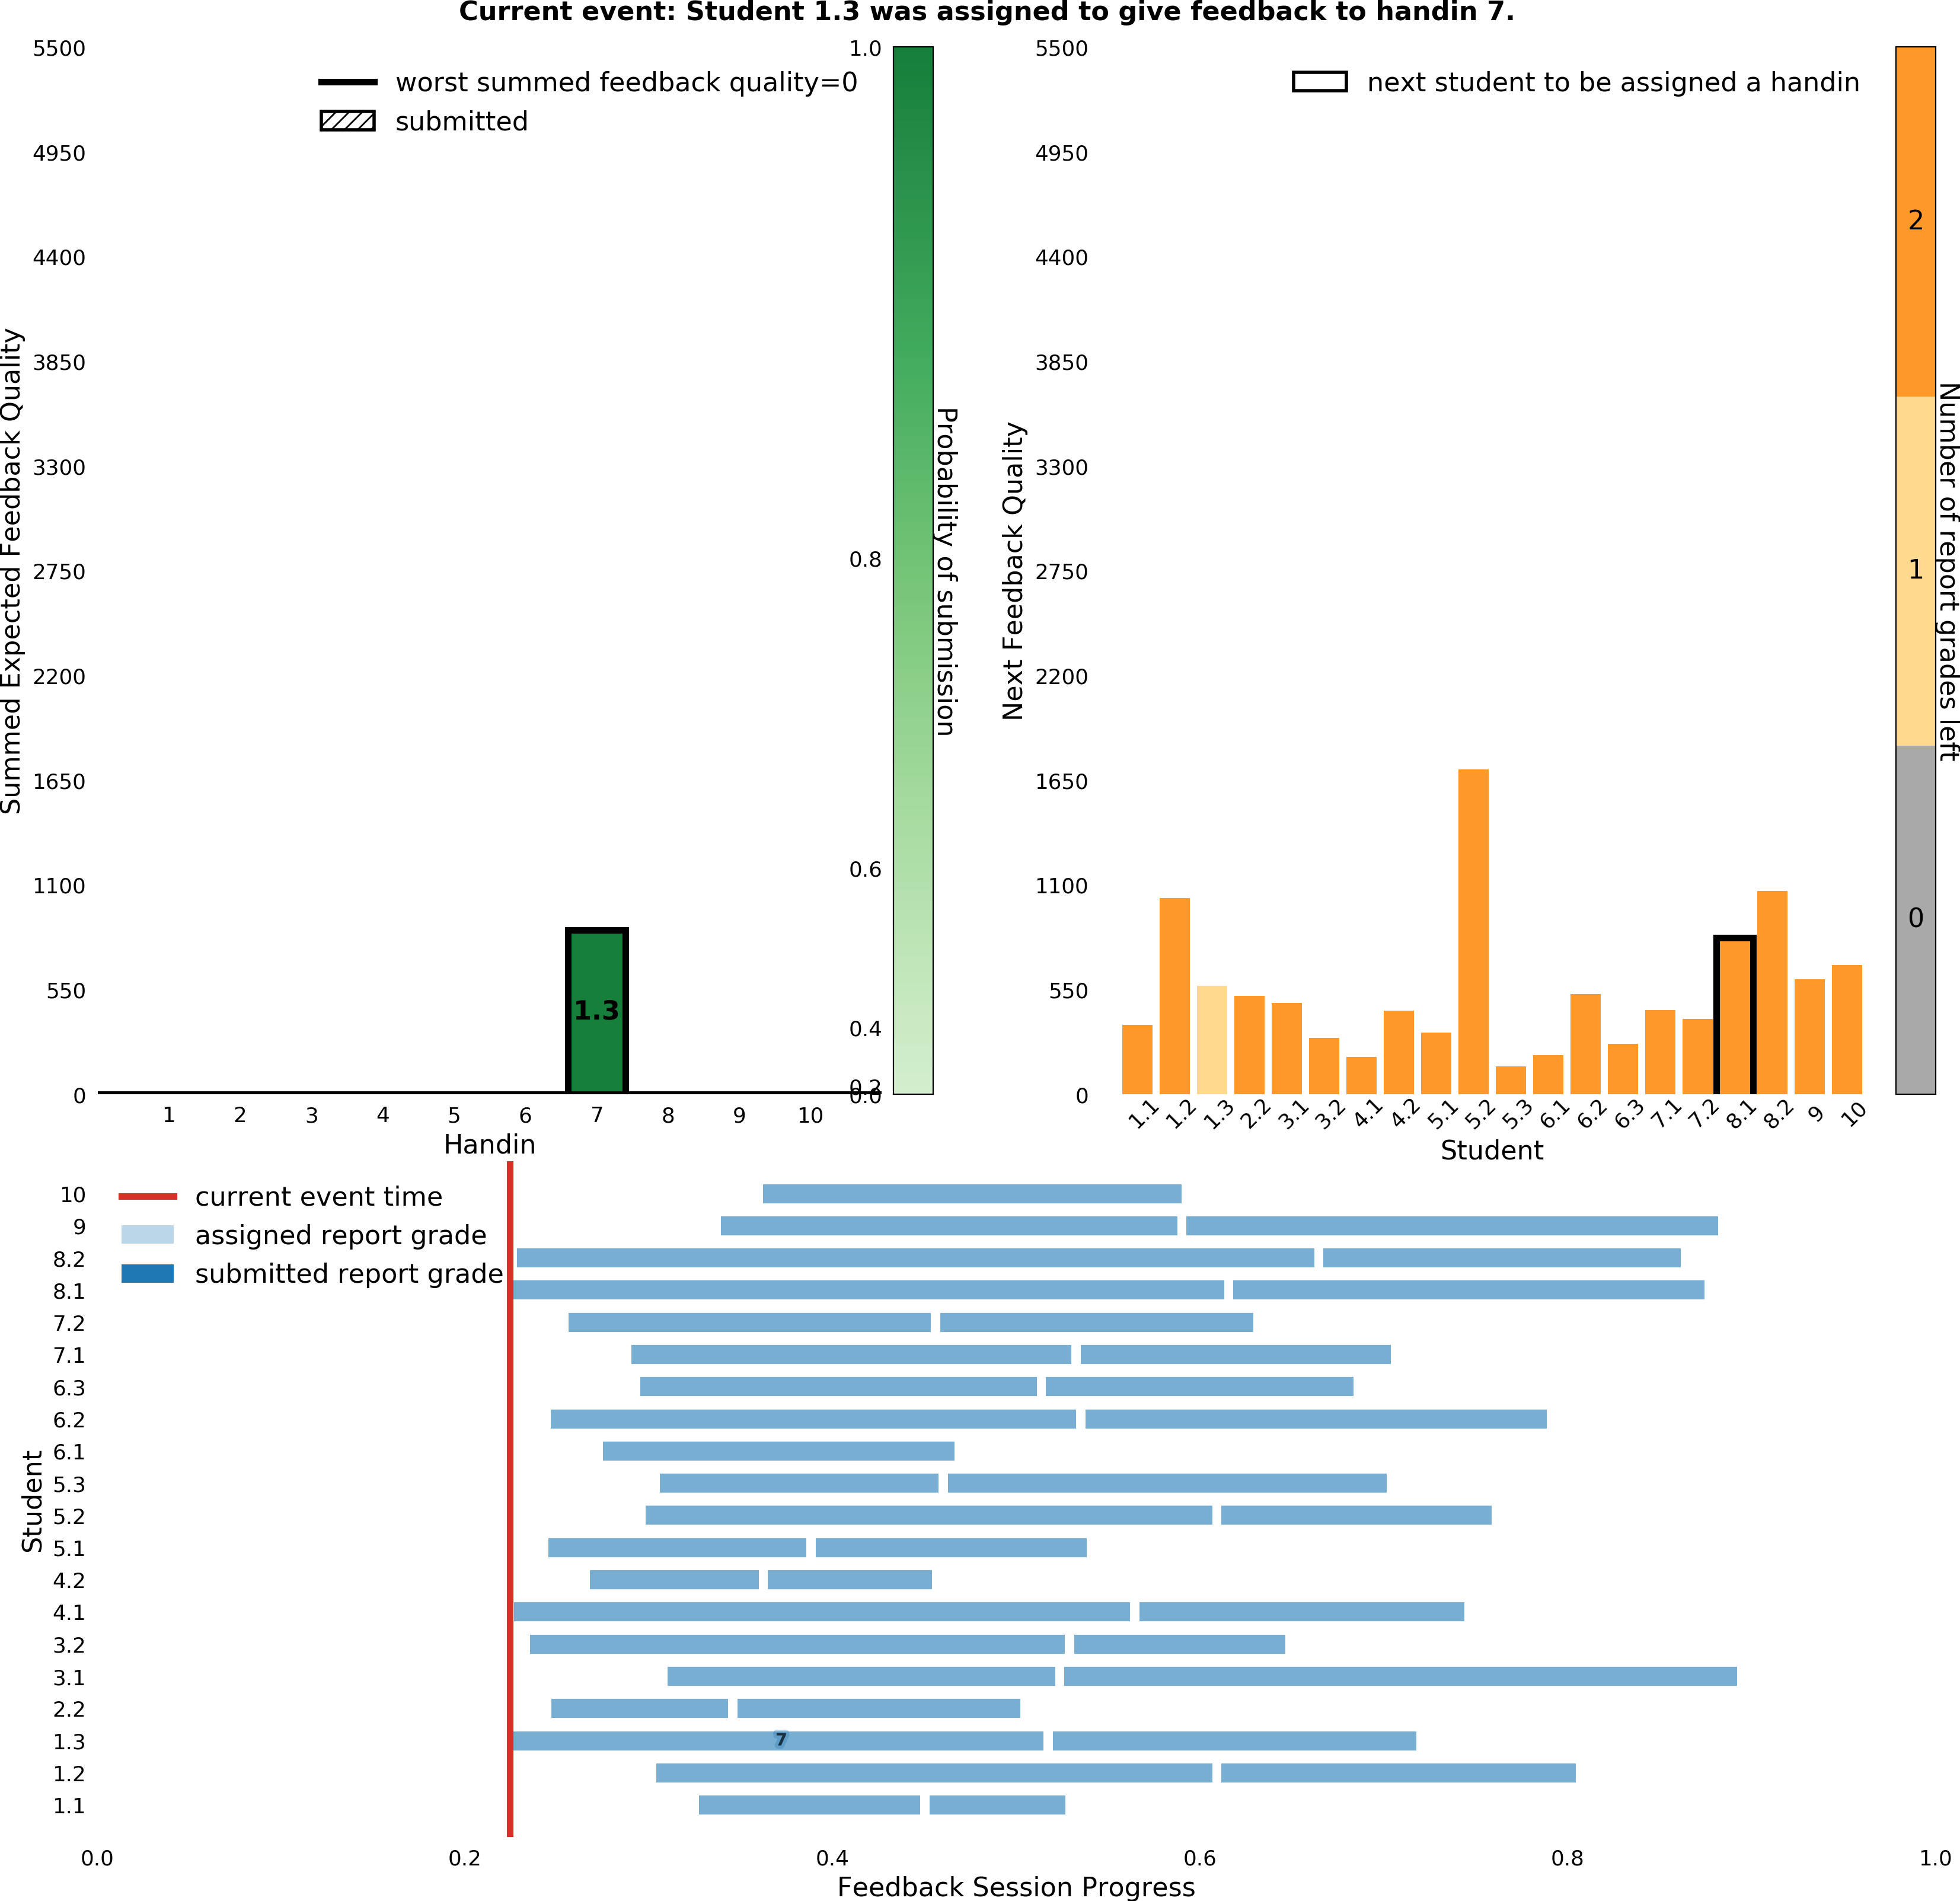 Current event: Student 1.3 was assigned to give feedback to handin 7.
5500
4950
4400
3850
3300
2750
2200
1650
1100
550
0
Summed Expected Feedback Quality
worst summed feedback quality=0
submitted
1.3
1 2 3 4 5 6 7 8 9 10
Handin
1.0
0.8
0.6
0.4
0.2
0.0
Probability of submission
5500
4950
4400
3850
3300
2750
2200
1650
1100
550
0
Next Feedback Quality
next student to be assigned a handin
1.1 1.2 1.3 2.2 3.1 3.2 4.1 4.2 5.1 5.2 5.3 6.1 6.2 6.3 7.1 7.2 8.1 8.2 9 10
Student
2
1
0
Number of report grades left
current event time
assigned report grade
submitted report grade
10
9
8.2
8.1
7.2
7.1
6.3
6.2
6.1
5.3
5.2
5.1
4.2
4.1
3.2
3.1
2.2
1.3
1.2
1.1
Student
7
0.0 0.2 0.4 0.6 0.8 1.0
Feedback Session Progress